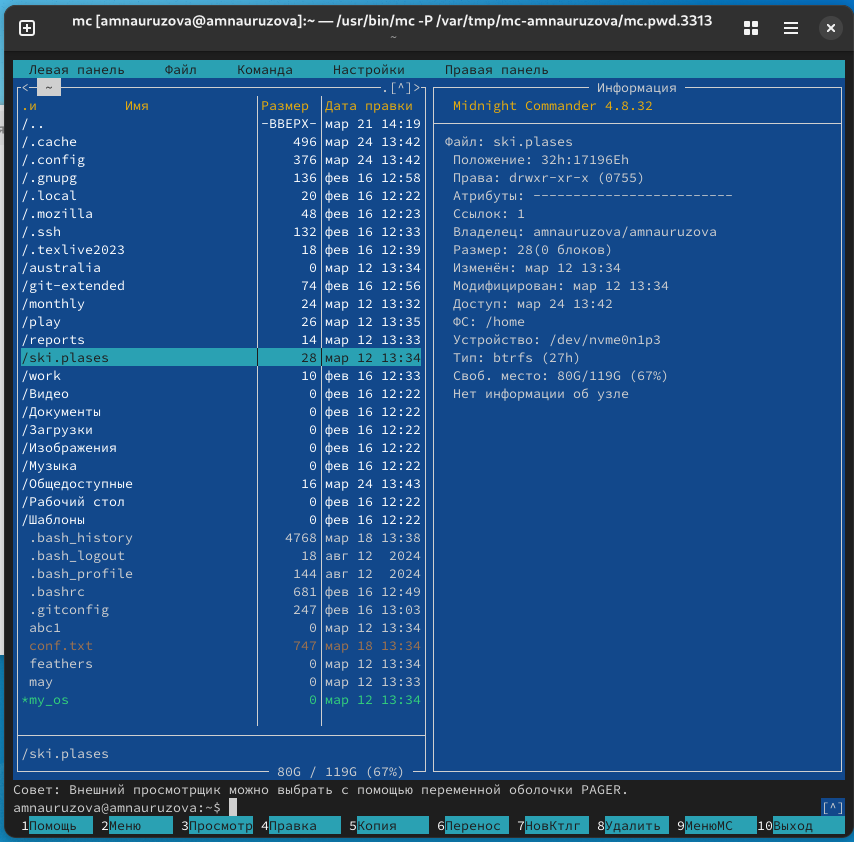 mc [amnauruzova@amnauruzova]:~ — /usr/bin/mc -P /var/tmp/mc-amnauruzova/mc.pwd.3313
~
Левая панель Файл Команда Настройки Правая панель
<─ ~ .[^]>
.и Имя Размер Дата правки
/.. -ВВЕРХ- мар 21 14:19
/.cache 496 мар 24 13:42
/.config 376 мар 24 13:42
/.gnupg 136 фев 16 12:58
/.local 20 фев 16 12:22
/.mozilla 48 фев 16 12:23
/.ssh 132 фев 16 12:33
/.texlive2023 18 фев 16 12:39
/australia 0 мар 12 13:34
/git-extended 74 фев 16 12:56
/monthly 24 мар 12 13:32
/play 26 мар 12 13:35
/reports 14 мар 12 13:33
/ski.plases 28 мар 12 13:34
/work 10 фев 16 12:33
/Видео 0 фев 16 12:22
/Документы 0 фев 16 12:22
/Загрузки 0 фев 16 12:22
/Изображения 0 фев 16 12:22
/Музыка 0 фев 16 12:22
/Общедоступные 16 мар 24 13:43
/Рабочий стол 0 фев 16 12:22
/Шаблоны 0 фев 16 12:22
.bash_history 4768 мар 18 13:38
.bash_logout 18 авг 12 2024
.bash_profile 144 авг 12 2024
.bashrc 681 фев 16 12:49
.gitconfig 247 фев 16 13:03
abc1 0 мар 12 13:34
conf.txt 747 мар 18 13:34
feathers 0 мар 12 13:34
may 0 мар 12 13:33
*my_os 0 мар 12 13:34
/ski.plases
80G / 119G (67%)
Информация
Midnight Commander 4.8.32
Файл: ski.plases
Положение: 32h:17196Eh
Права: drwxr-xr-x (0755)
Атрибуты: -------------------------
Ссылок: 1
Владелец: amnauruzova/amnauruzova
Размер: 28(0 блоков)
Изменён: мар 12 13:34
Модифицирован: мар 12 13:34
Доступ: мар 24 13:42
ФС: /home
Устройство: /dev/nvme0n1p3
Тип: btrfs (27h)
Своб. место: 80G/119G (67%)
Нет информации об узле
Совет: Внешний просмотрщик можно выбрать с помощью переменной оболочки PAGER.
amnauruzova@amnauruzova:~$ [^]
1Помощь 2Меню 3Просмотр 4Правка 5Копия 6Перенос 7НовКтлг 8Удалить 9МенюMC 10Выход